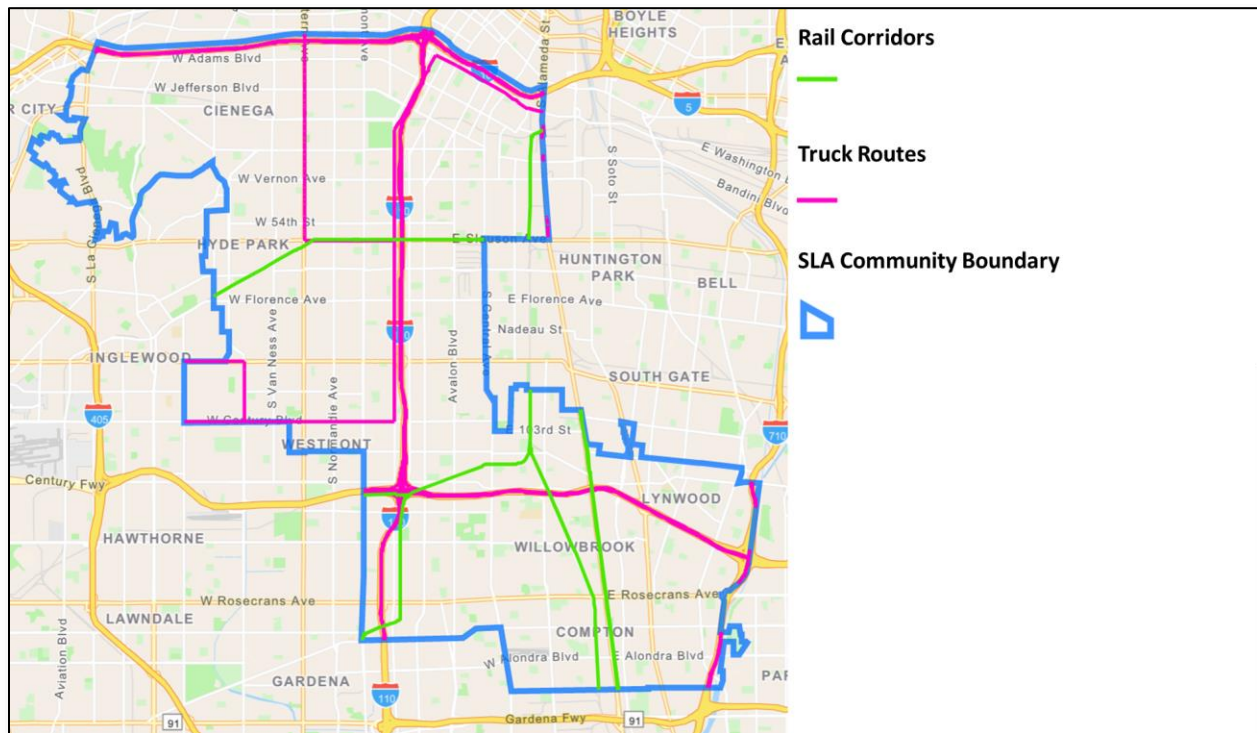 BOYLE
HEIGHTS
W Adams Blvd
W Jefferson Blvd
CIENEGA
R CITY
S Alameda St
5
S Soto St
E Washington B
Bandini Blvd
W Vernon Ave
W 54th St
HYDE PARK
E Slauson Ave
S La Cienega Blvd
HUNTINGTON
PARK
BELL
W Florence Ave
E Florence Ave
Nadeau St
S Central Ave
S Van Ness Ave
Avalon Blvd
INGLEWOOD
SOUTH GATE
S Normandie Ave
405
W Century Blvd
E 103rd St
710
WESTMONT
Century Fwy
LYNWOOD
HAWTHORNE
WILLOWBROOK
W Rosecrans Ave
E Rosecrans Ave
LAWNDALE
COMPTON
Aviation Blvd
W Alondra Blvd
E Alondra Blvd
GARDENA
PAR
110
91
Gardena Fwy
91
Rail Corridors
Truck Routes
SLA Community Boundary